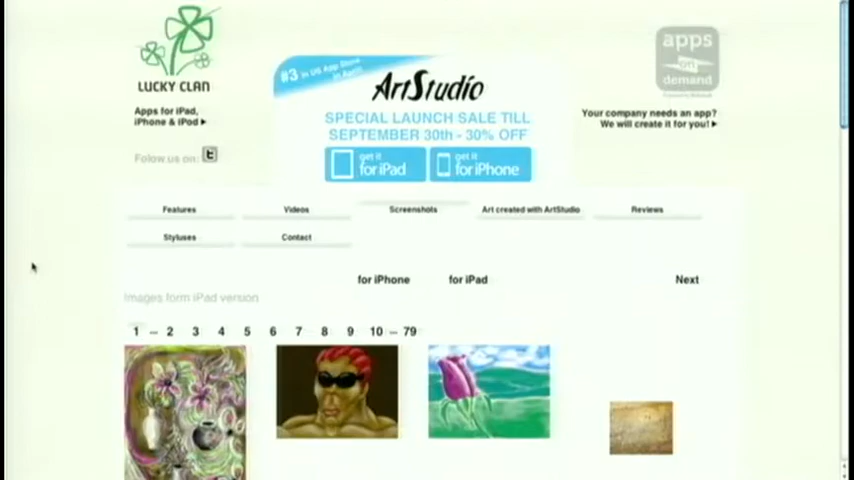 LUCKY CLAN
Apps for iPad,
iPhone & iPod
Folow us on:
#3 in US App Store
in April!
ArtStudio
SPECIAL LAUNCH SALE TILL
SEPTEMBER 30th - 30% OFF
get it
for iPad
get it
for iPhone
apps
on
demand
Your company needs an app?
We will create it for you!
Features
Videos
Screenshots
Art created with ArtStudio
Reviews
Styluses
Contact
for iPhone
for iPad
Next
Images form iPad version
1 ... 2 3 4 5 6 7 8 9 10 ... 79